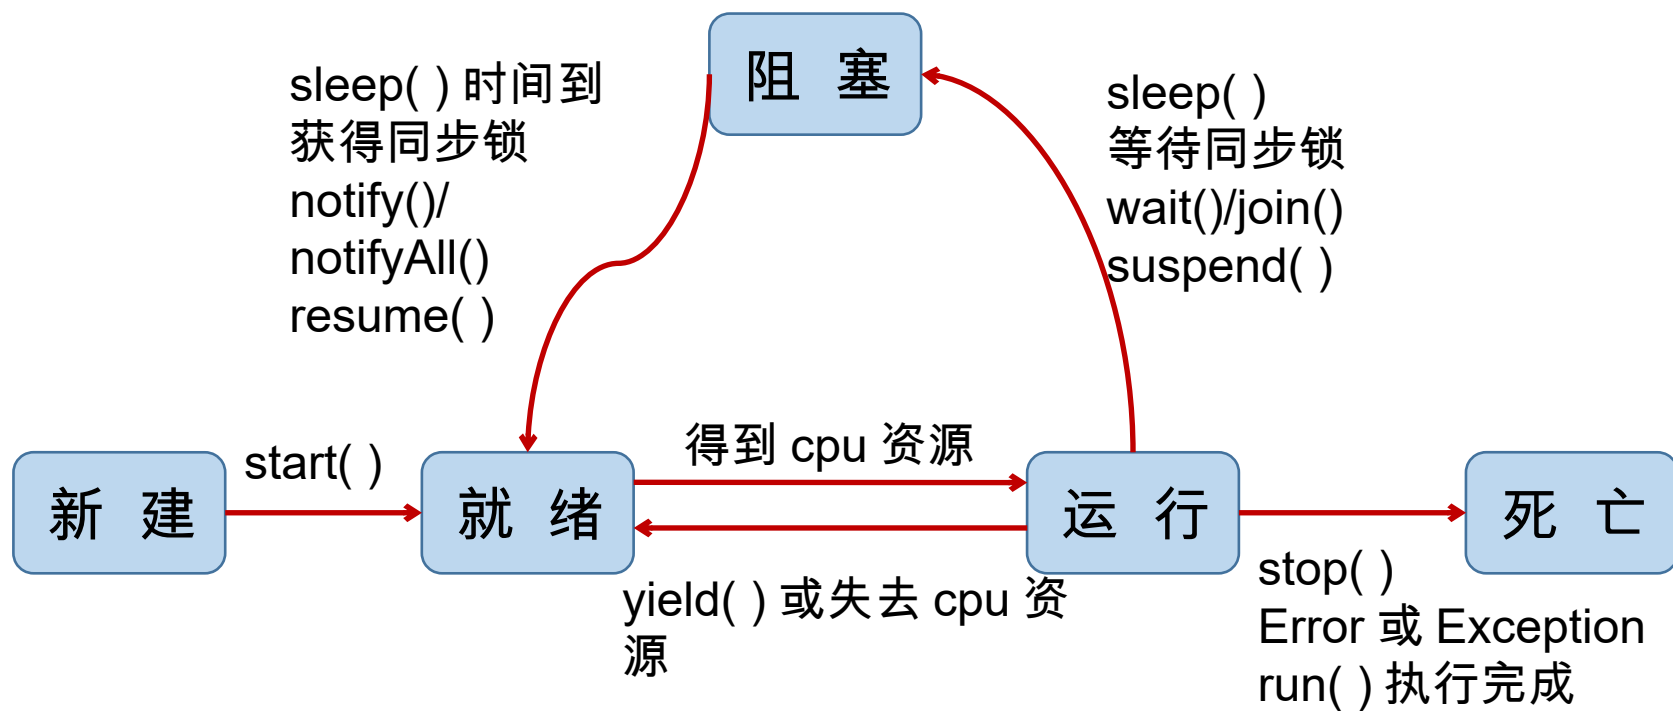 阻 塞
sleep( ) 时间到
获得同步锁
notify()/
notifyAll()
resume( )
sleep( )
等待同步锁
wait()/join()
suspend( )
新 建
start( )
就 绪
得到 cpu 资源
yield( ) 或失去 cpu 资
源
运 行
死 亡
stop( )
Error 或 Exception
run( ) 执行完成